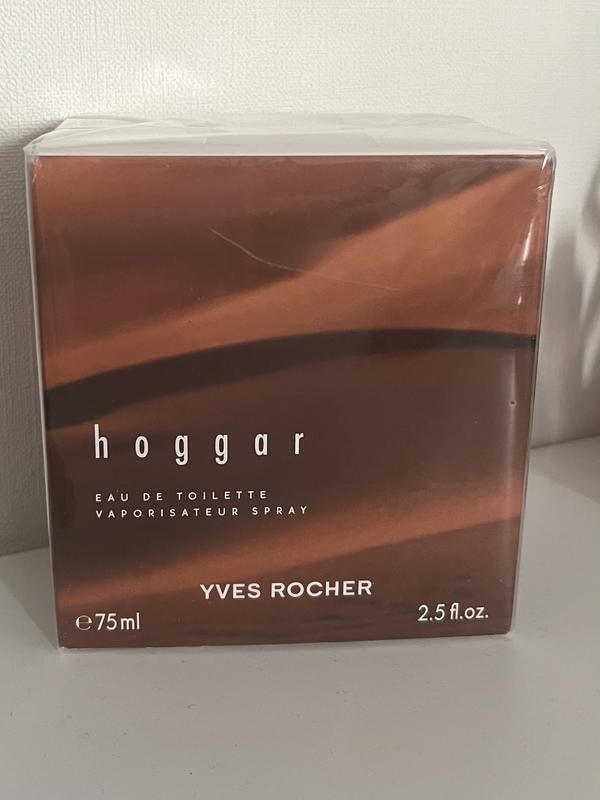 hoggar
EAU DE TOILETTE
VAPORISATEUR SPRAY
YVES ROCHER
℮75ml 2.5 fl.oz.